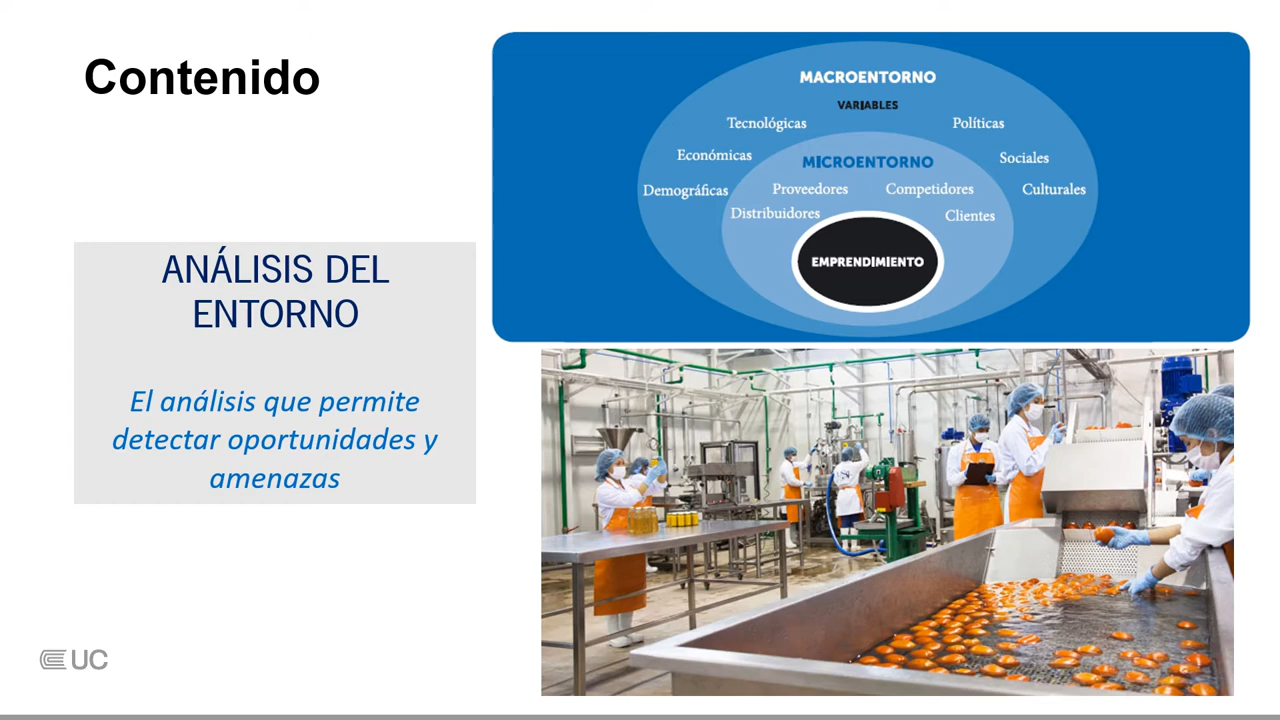 Contenido
ANÁLISIS DEL
ENTORNO
El análisis que permite
detectar oportunidades y
amenazas
MACROENTORNO
VARIABLES
Tecnológicas
Políticas
Económicas
MICROENTORNO
Sociales
Demográficas
Proveedores
Competidores
Culturales
Distribuidores
Clientes
EMPRENDIMIENTO
UC